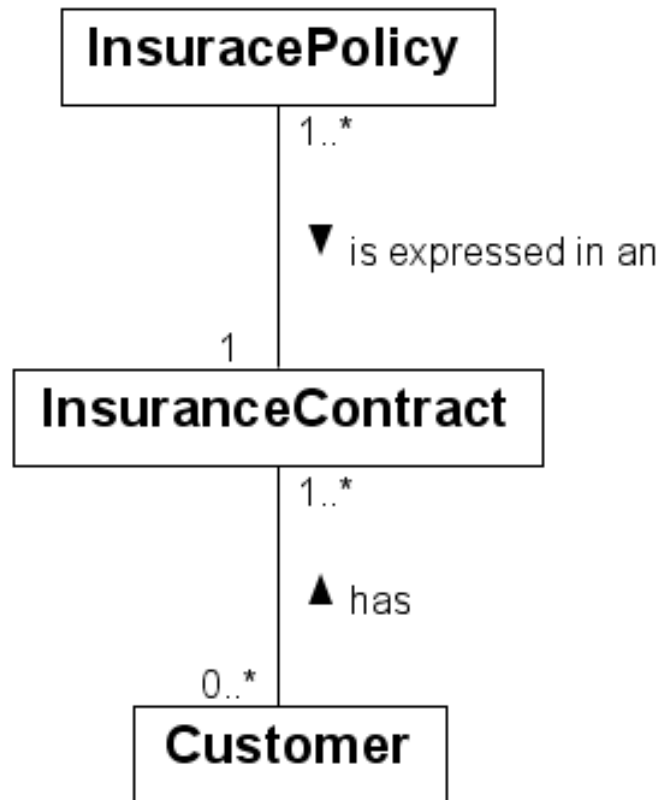 InsuracePolicy
1..*
is expressed in an
1
InsuranceContract
1..*
has
0..*
Customer